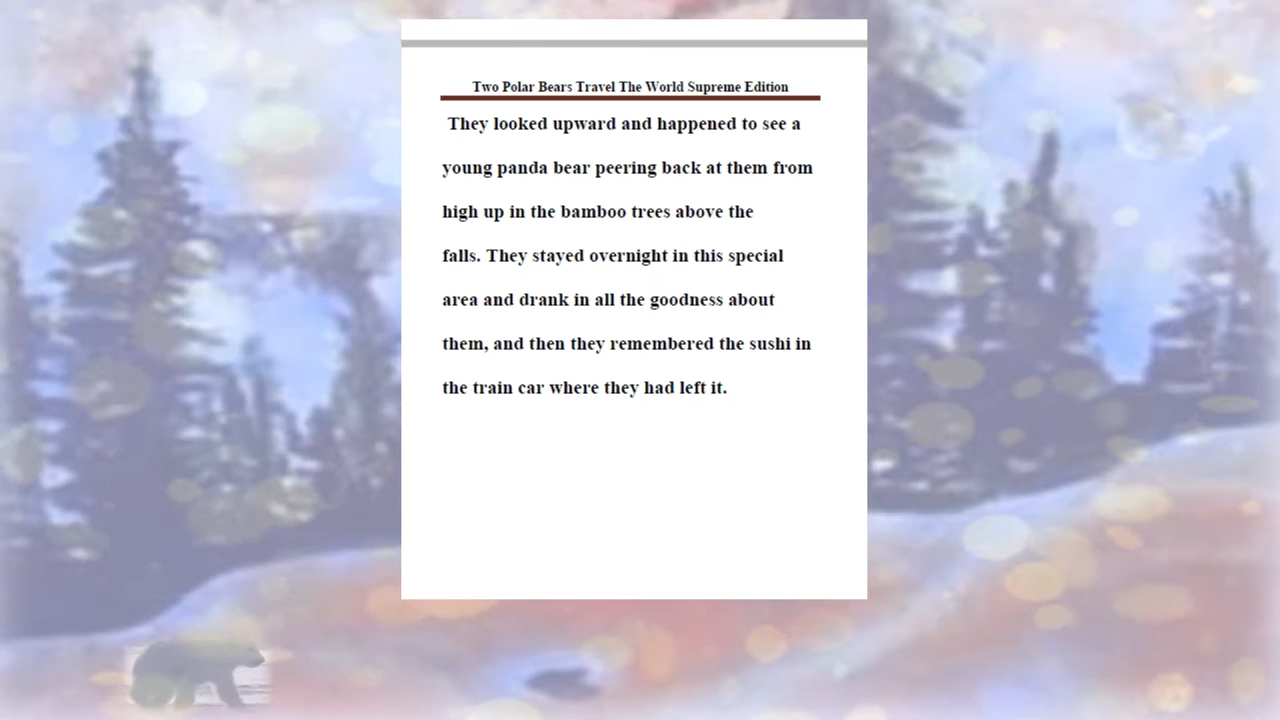 Two Polar Bears Travel The World Supreme Edition
They looked upward and happened to see a
young panda bear peering back at them from
high up in the bamboo trees above the
falls. They stayed overnight in this special
area and drank in all the goodness about
them, and then they remembered the sushi in
the train car where they had left it.